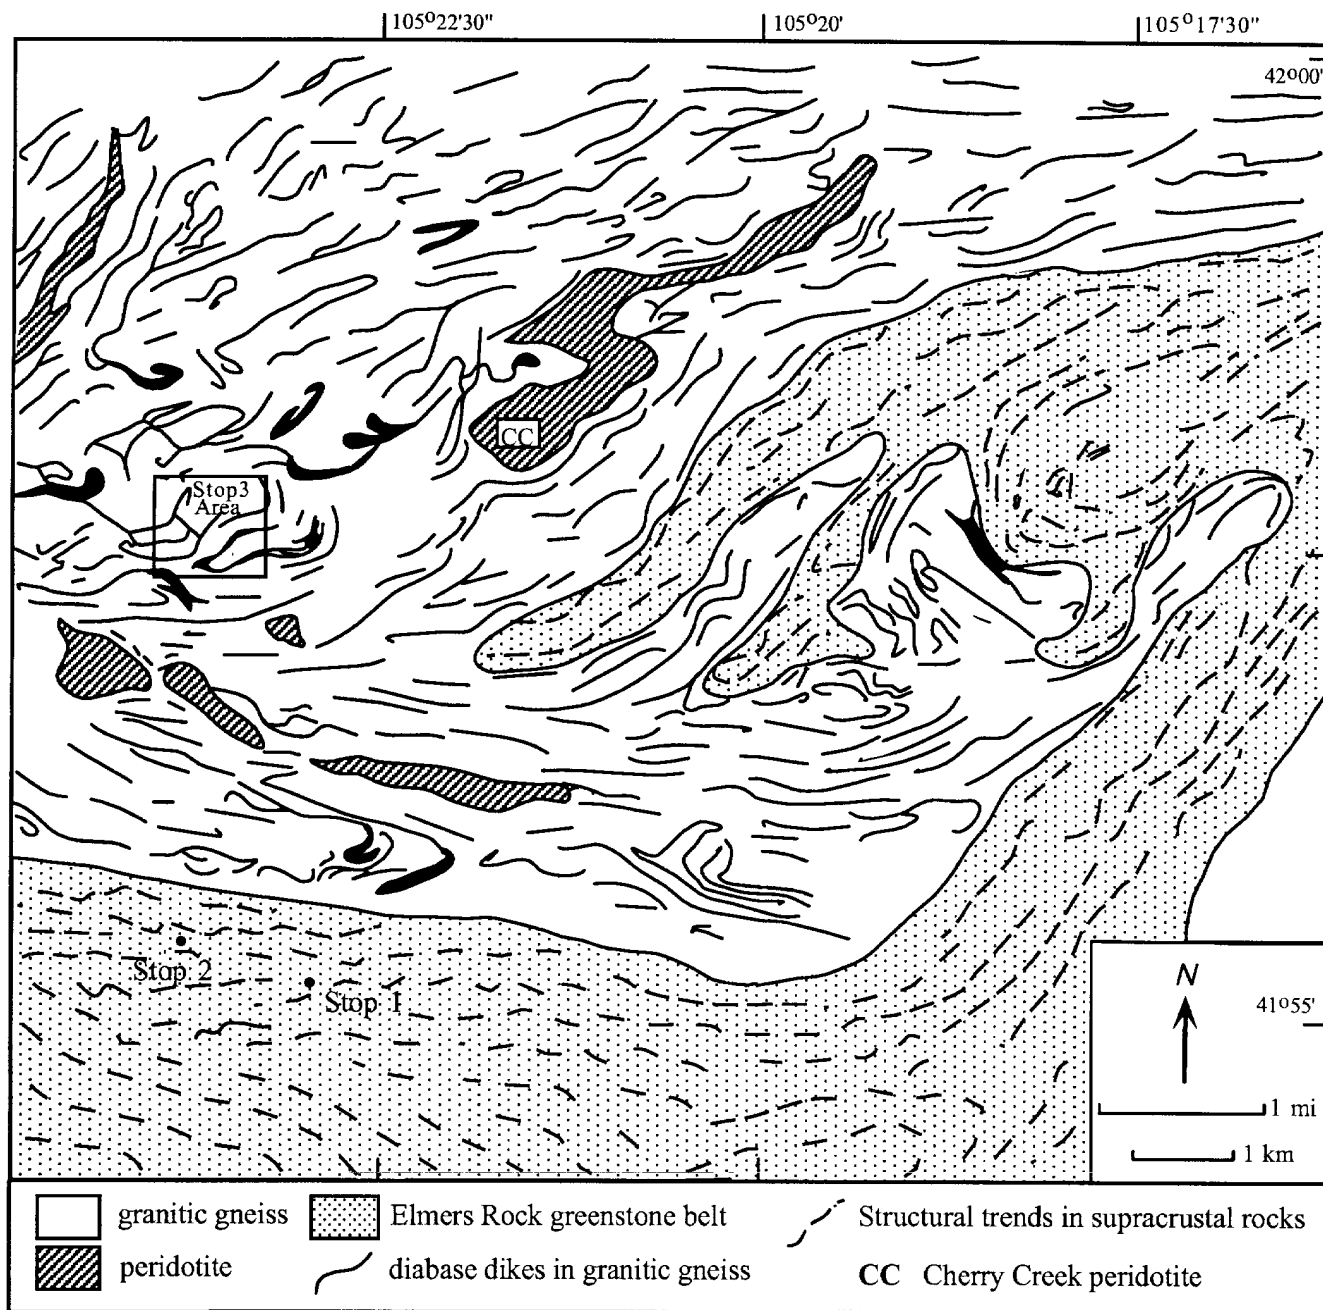 105°22'30"
105°20'
105°17'30"
42°00'
CC
Stop3
Area
Stop 2
Stop 1
N
41°55'
1 mi
1 km
granitic gneiss
Elmers Rock greenstone belt
Structural trends in supracrustal rocks
peridotite
diabase dikes in granitic gneiss
CC Cherry Creek peridotite